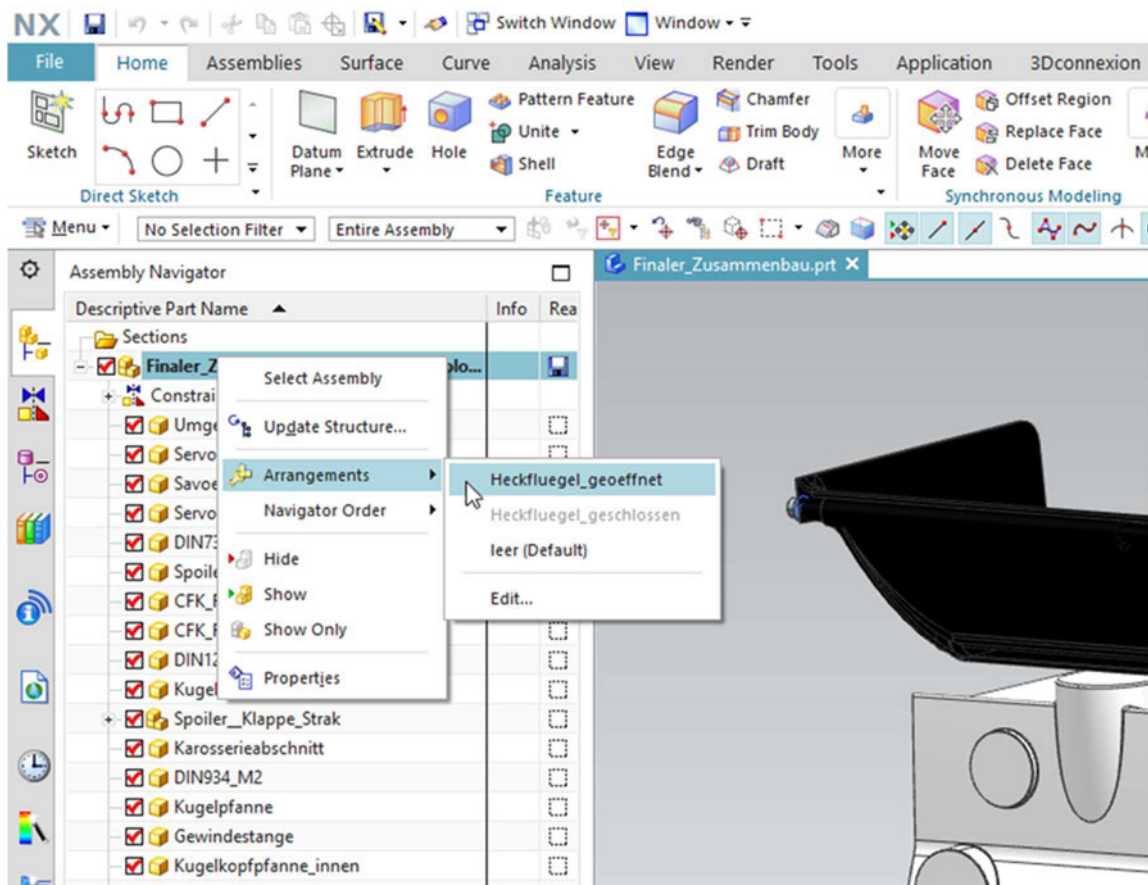 NX Switch Window Window
File Home Assemblies Surface Curve Analysis View Render Tools Application 3Dconnexion
Sketch
Direct Sketch
Datum Plane
Extrude
Hole
Pattern Feature
Unite
Shell
Edge Blend
Chamfer
Trim Body
Draft
More
Feature
Move Face
Offset Region
Replace Face
Delete Face
Synchronous Modeling
Menu No Selection Filter Entire Assembly
Assembly Navigator
Finaler_Zusammenbau.prt
Descriptive Part Name Info Rea
Sections
Finaler_Z
Constrai
Umge
Servo
Savoe
Servo
DIN73
Spoile
CFK_F
CFK_F
DIN12
Kugel
Spoiler__Klappe_Strak
Karosserieabschnitt
DIN934_M2
Kugelpfanne
Gewindestange
Kugelkopfpfanne_innen
Select Assembly
Update Structure...
Arrangements
Navigator Order
Hide
Show
Show Only
Properties
Heckfluegel_geoeffnet
Heckfluegel_geschlossen
leer (Default)
Edit...